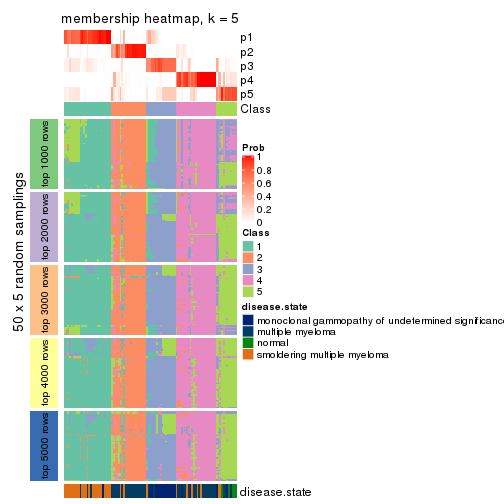 membership heatmap, k = 5
p1
p2
p3
p4
p5
Class
50 x 5 random samplings
top 1000 rows
top 2000 rows
top 3000 rows
top 4000 rows
top 5000 rows
disease.state
Prob
1
0.8
0.6
0.4
0.2
0
Class
1
2
3
4
5
disease.state
monoclonal gammopathy of undetermined significance
multiple myeloma
normal
smoldering multiple myeloma